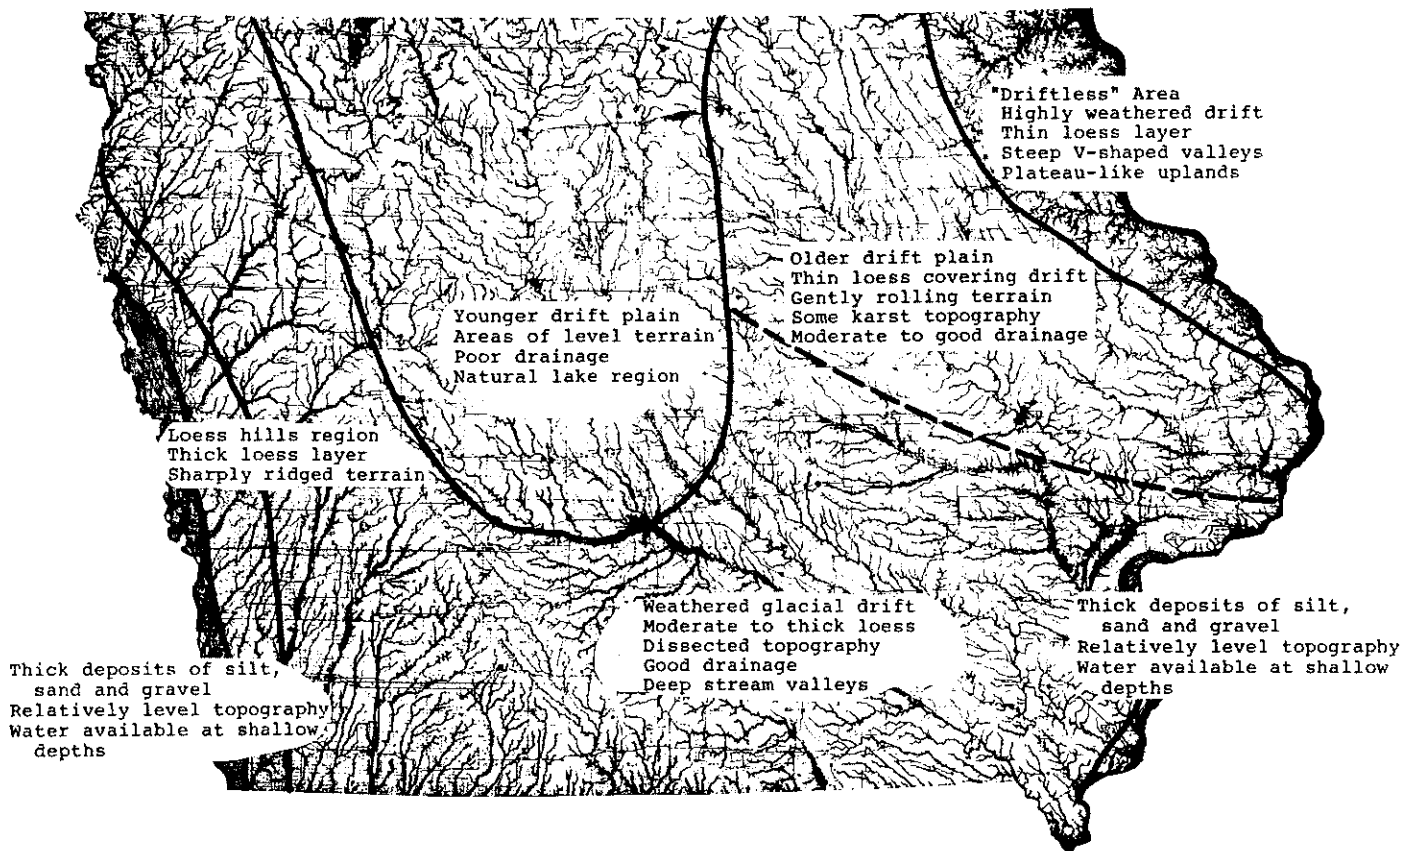 "Driftless" Area
Highly weathered drift
Thin loess layer
Steep V-shaped valleys
Plateau-like uplands
Older drift plain
Thin loess covering drift
Gently rolling terrain
Some karst topography
Moderate to good drainage
Younger drift plain
Areas of level terrain
Poor drainage
Natural lake region
Loess hills region
Thick loess layer
Sharply ridged terrain
Weathered glacial drift
Moderate to thick loess
Dissected topography
Good drainage
Deep stream valleys
Thick deposits of silt,
sand and gravel
Relatively level topography
Water available at shallow
depths
Thick deposits of silt,
sand and gravel
Relatively level topography
Water available at shallow
depths